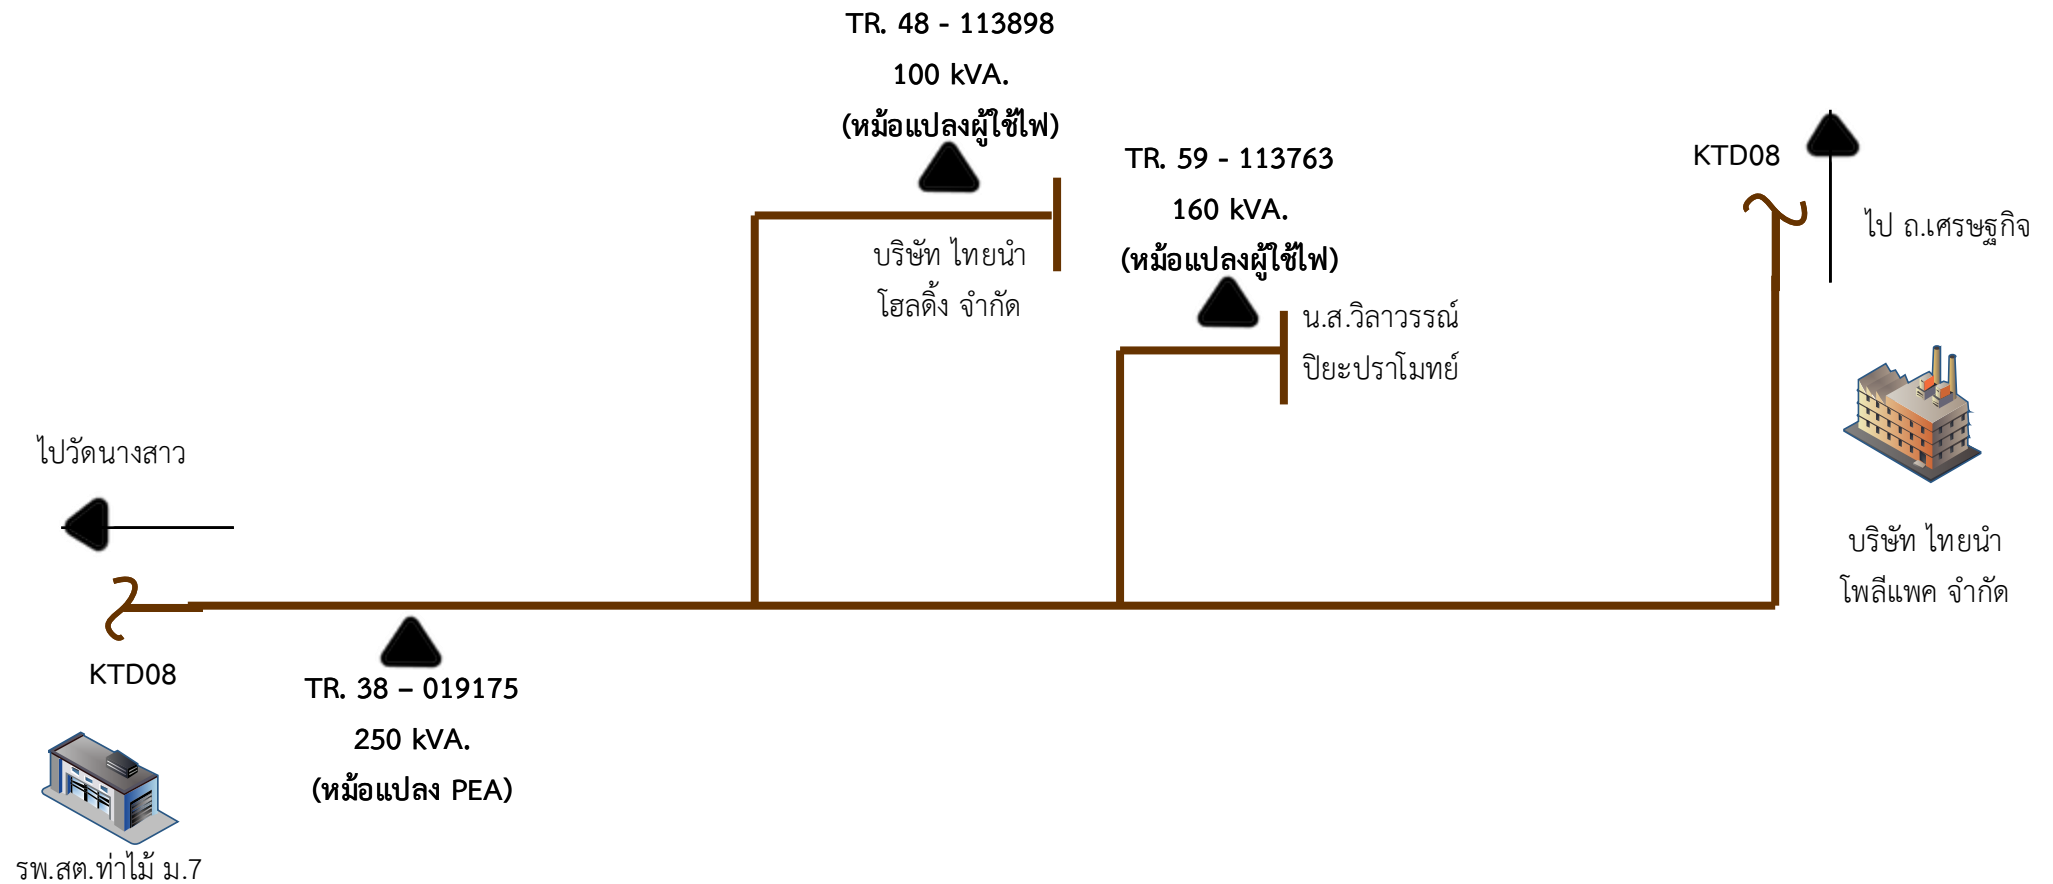 TR. 48 - 113898
100 kVA.
(หม้อแปลงผู้ใช้ไฟ)
บริษัท ไทยนำ
โฮลดิ้ง จำกัด
TR. 59 - 113763
160 kVA.
(หม้อแปลงผู้ใช้ไฟ)
น.ส.วิลาวรรณ์
ปิยะปราโมทย์
KTD08
ไป ถ.เศรษฐกิจ
บริษัท ไทยนำ
โพลีแพค จำกัด
ไปวัดนางสาว
KTD08
TR. 38 – 019175
250 kVA.
(หม้อแปลง PEA)
รพ.สต.ท่าไม้ ม.7